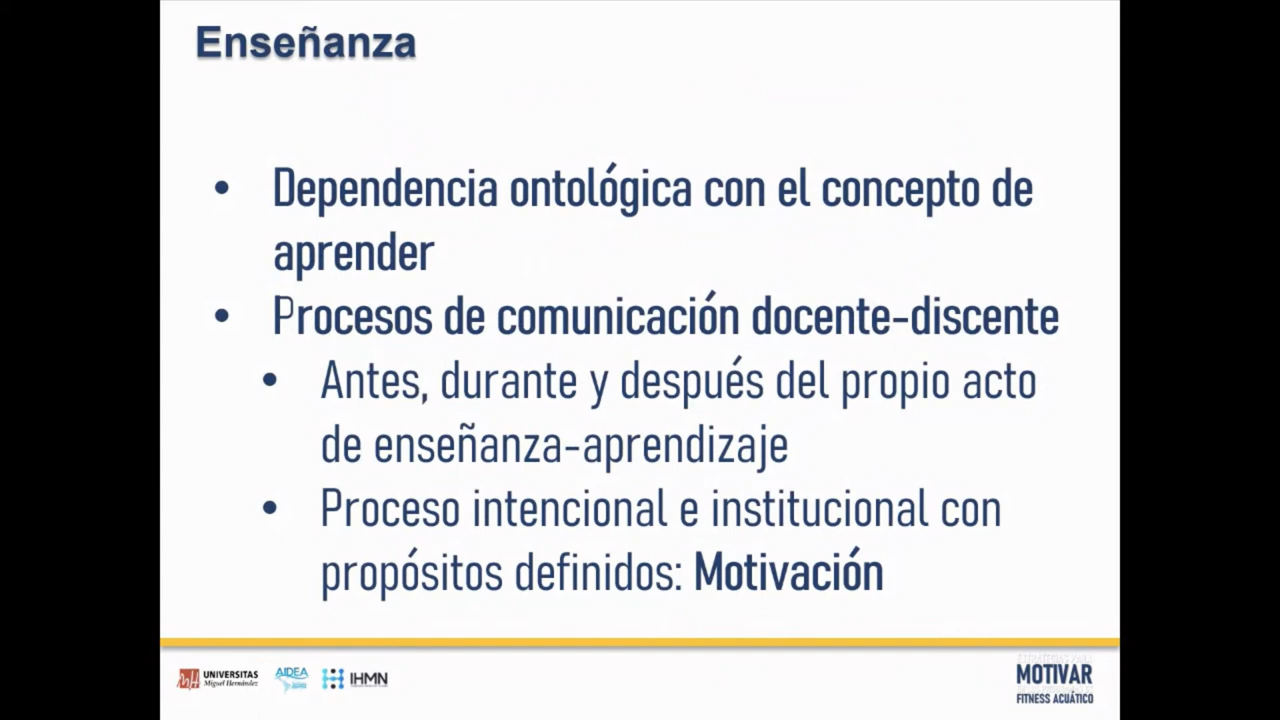 Enseñanza
• Dependencia ontológica con el concepto de
aprender
• Procesos de comunicación docente-discente
• Antes, durante y después del propio acto
de enseñanza-aprendizaje
• Proceso intencional e institucional con
propósitos definidos: Motivación
UNIVERSITAS
Miguel Hernández
AIDEA
IHMN
MOTIVAR
FITNESS ACUÁTICO